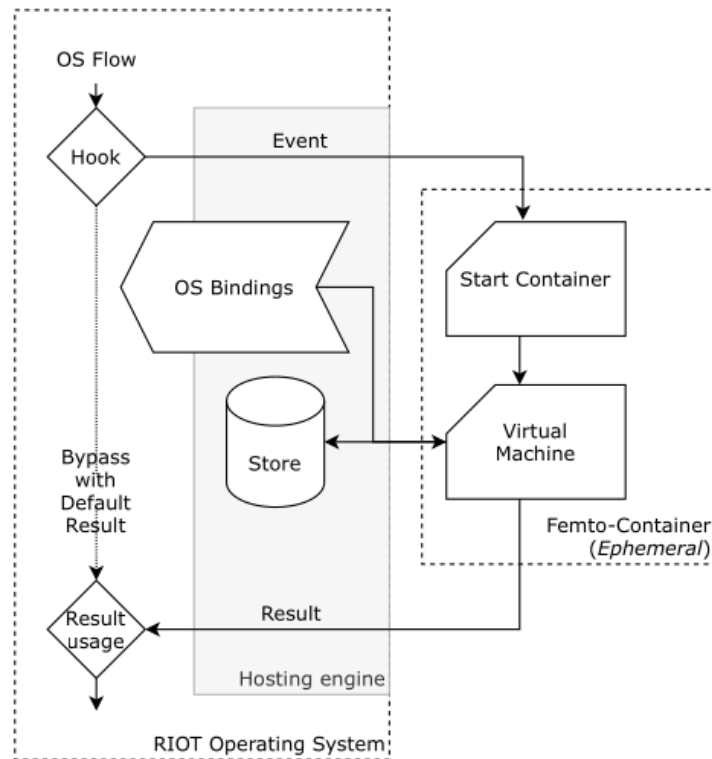 OS Flow
Hook
Event
OS Bindings
Start Container
Store
Virtual
Machine
Bypass
with
Default
Result
Femto-Container
(Ephemeral)
Result
usage
Result
Hosting engine
RIOT Operating System